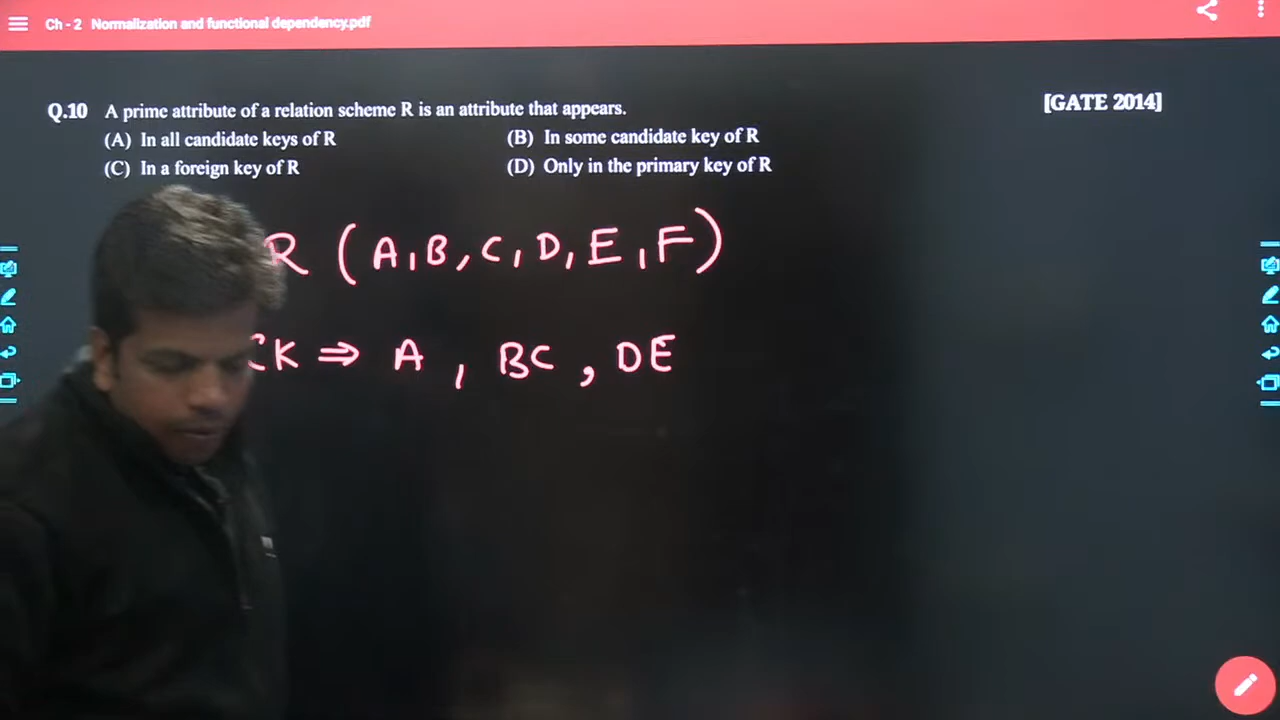 Ch - 2 Normalization and functional dependency.pdf
Q.10 A prime attribute of a relation scheme R is an attribute that appears. [GATE 2014]
(A) In all candidate keys of R (B) In some candidate key of R
(C) In a foreign key of R (D) Only in the primary key of R
R (A, B, C, D, E, F)
CK ⇒ A, BC, DE